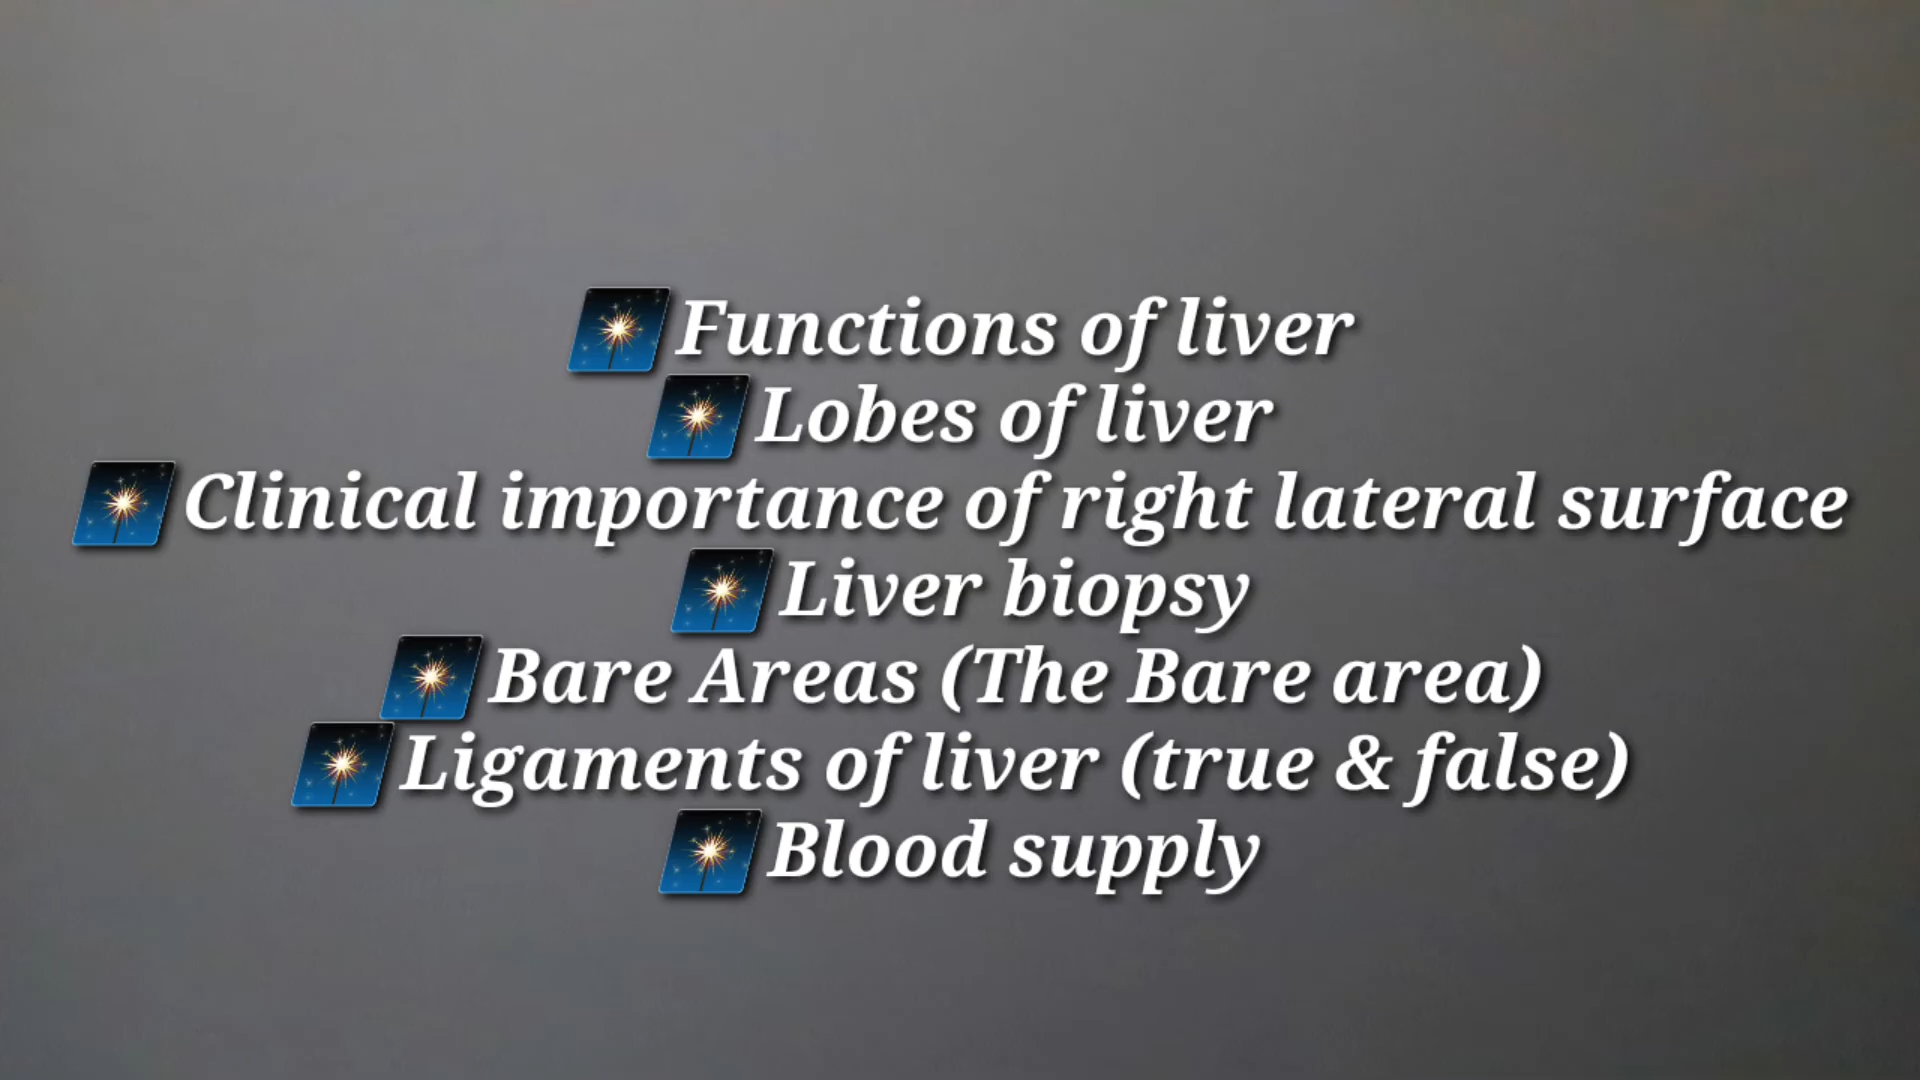 🎇Functions of liver
🎇Lobes of liver
🎇Clinical importance of right lateral surface
🎇Liver biopsy
🎇Bare Areas (The Bare area)
🎇Ligaments of liver (true & false)
🎇Blood supply